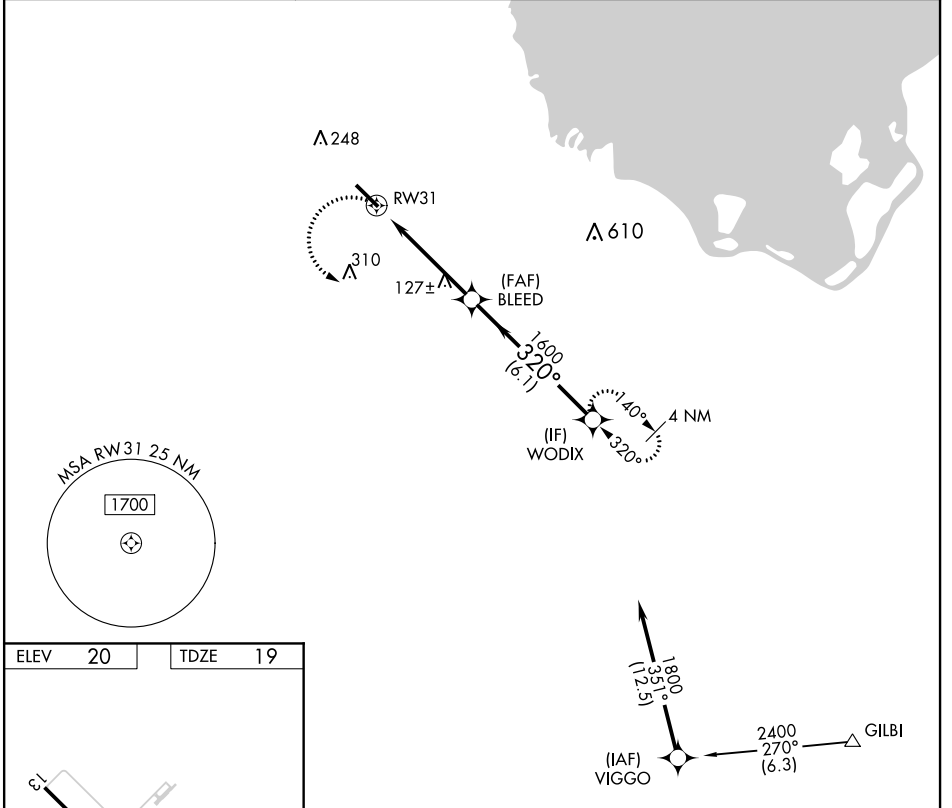 248
RW31
610
310
127±
(FAF)
BLEED
1600
320°
(6.1)
140°
4 NM
320°
(IF)
WODIX
MSA RW31 25 NM
1700
ELEV 20
TDZE 19
1800
351°
(12.5)
2400
270°
(6.3)
GILBI
(IAF)
VIGGO
13